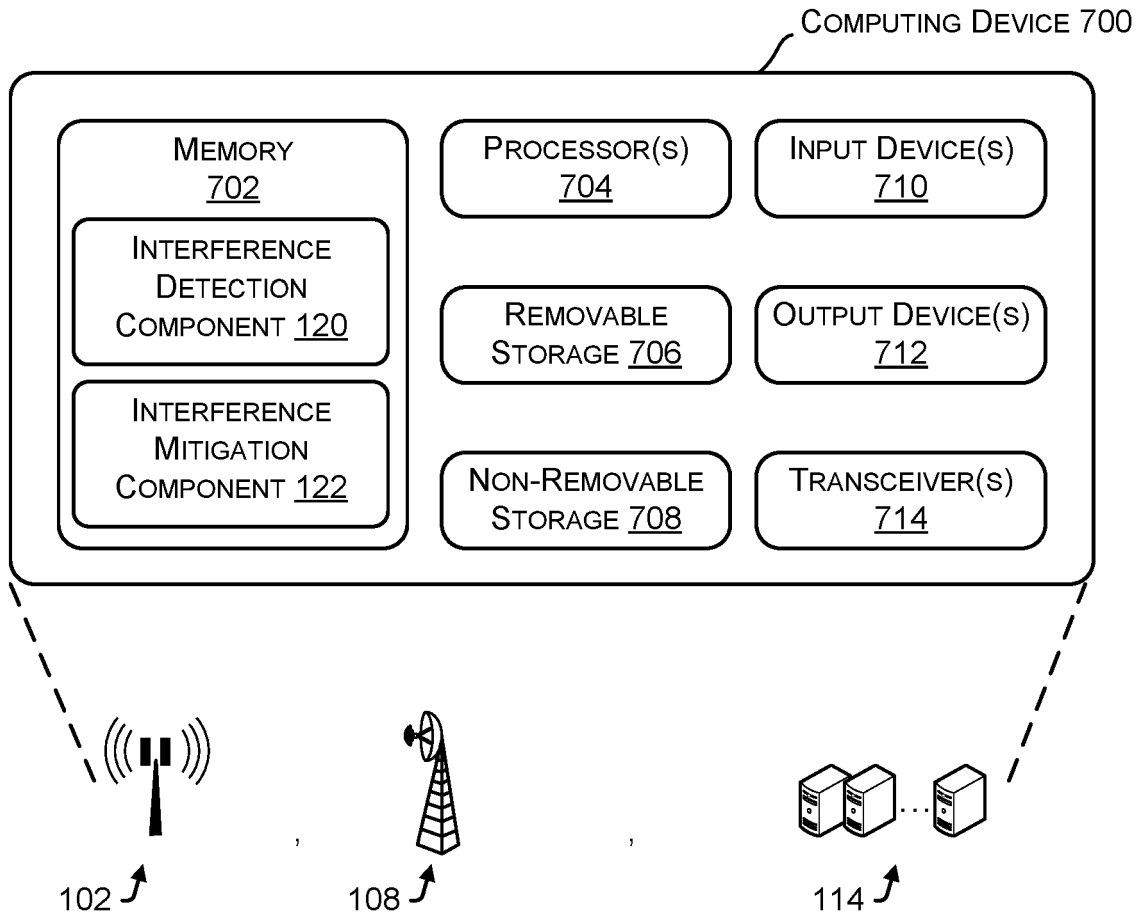 COMPUTING DEVICE 700
MEMORY
702
INTERFERENCE
DETECTION
COMPONENT 120
INTERFERENCE
MITIGATION
COMPONENT 122
PROCESSOR(S)
704
INPUT DEVICE(S)
710
REMOVABLE
STORAGE 706
OUTPUT DEVICE(S)
712
NON-REMOVABLE
STORAGE 708
TRANSCEIVER(S)
714
, , ...
102 108 114